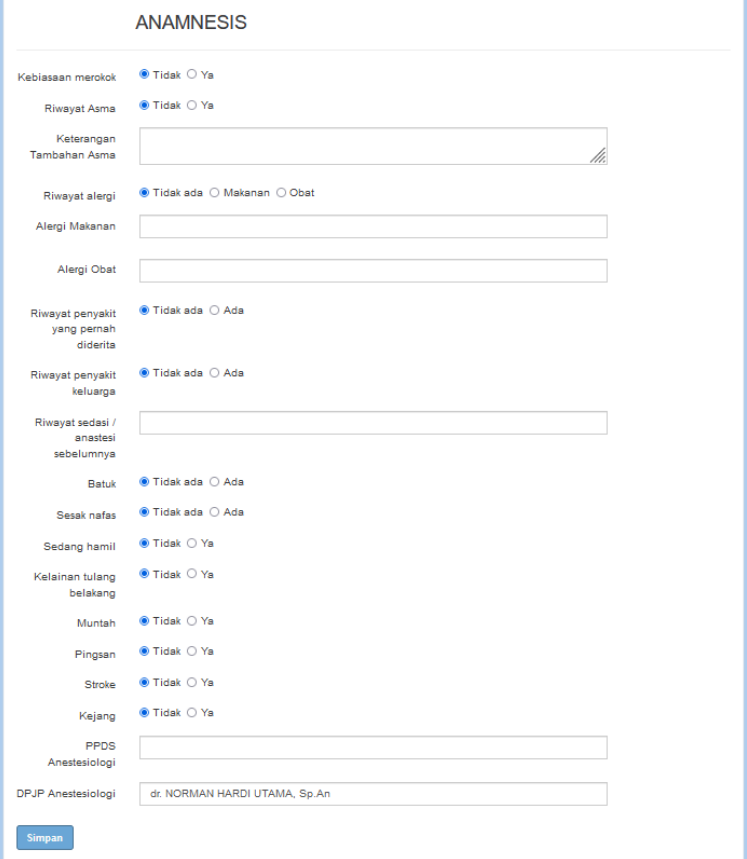 ANAMNESIS
Kebiasaan merokok Tidak Ya
Riwayat Asma Tidak Ya
Keterangan
Tambahan Asma
Riwayat alergi Tidak ada Makanan Obat
Alergi Makanan
Alergi Obat
Riwayat penyakit Tidak ada Ada
yang pernah
diderita
Riwayat penyakit Tidak ada Ada
keluarga
Riwayat sedasi /
anastesi
sebelumnya
Batuk Tidak ada Ada
Sesak nafas Tidak ada Ada
Sedang hamil Tidak Ya
Kelainan tulang Tidak Ya
belakang
Muntah Tidak Ya
Pingsan Tidak Ya
Stroke Tidak Ya
Kejang Tidak Ya
PPDS
Anestesiologi
DPJP Anestesiologi dr. NORMAN HARDI UTAMA, Sp.An
Simpan